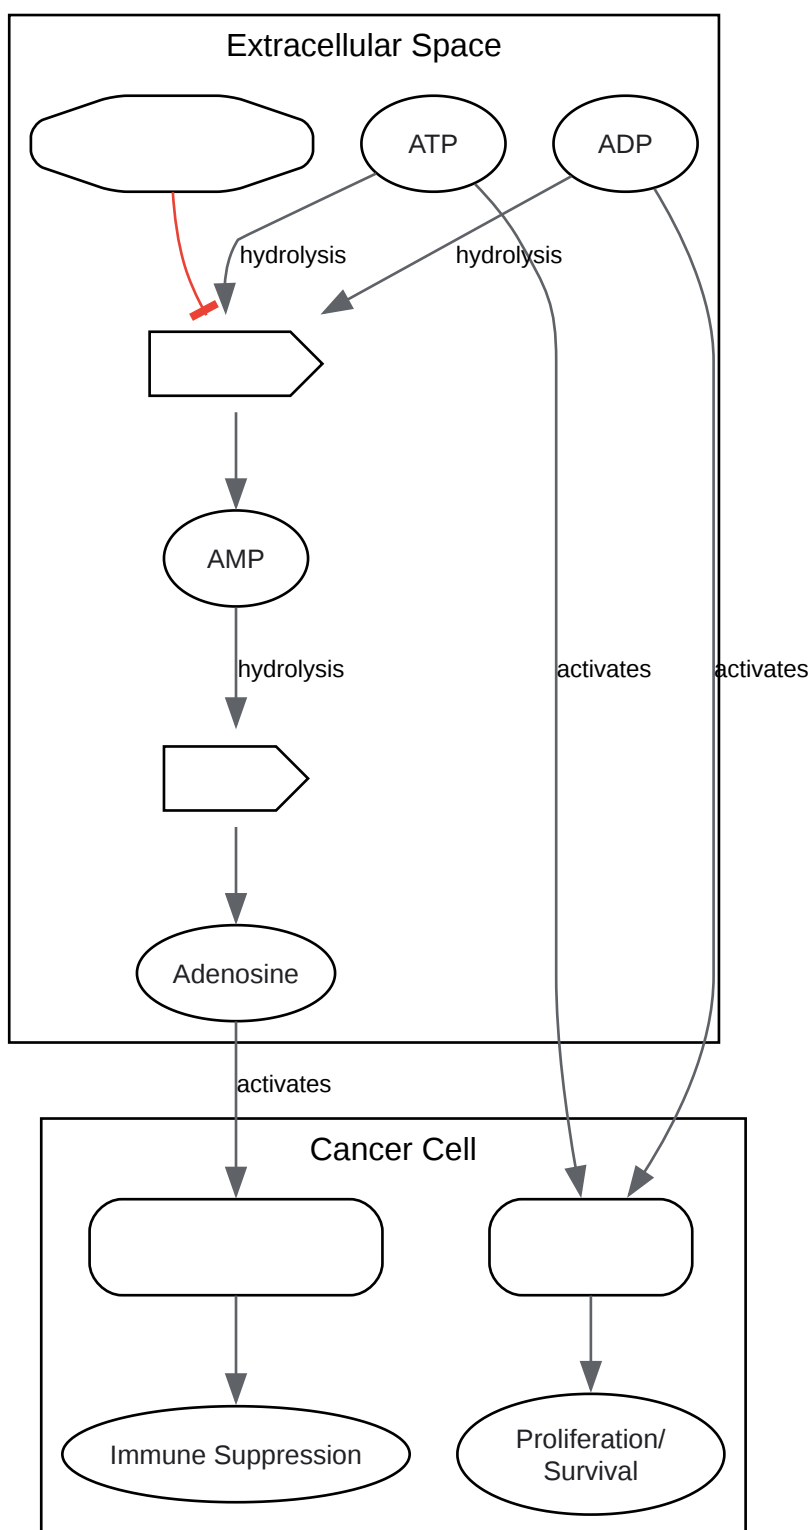 Extracellular Space
ATP
ADP
hydrolysis
hydrolysis
AMP
hydrolysis
activates
activates
Adenosine
activates
Cancer Cell
Immune Suppression
Proliferation/
Survival